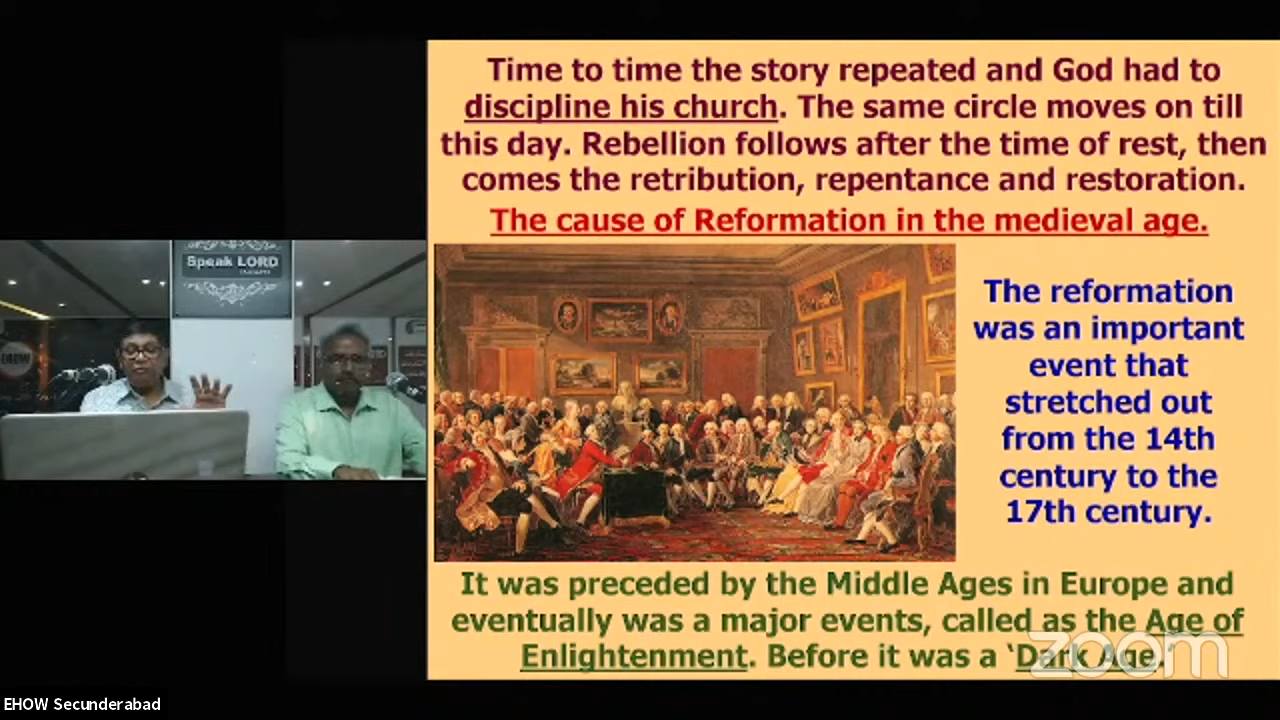 Time to time the story repeated and God had to
discipline his church. The same circle moves on till
this day. Rebellion follows after the time of rest, then
comes the retribution, repentance and restoration.
The cause of Reformation in the medieval age.
Speak LORD
EHOW
The reformation
was an important
event that
stretched out
from the 14th
century to the
17th century.
It was preceded by the Middle Ages in Europe and
eventually was a major events, called as the Age of
Enlightenment. Before it was a ‘Dark Age.’
zoom
EHOW Secunderabad